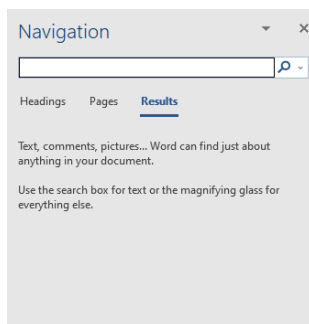 Navigation
Headings Pages Results
Text, comments, pictures... Word can find just about
anything in your document.
Use the search box for text or the magnifying glass for
everything else.